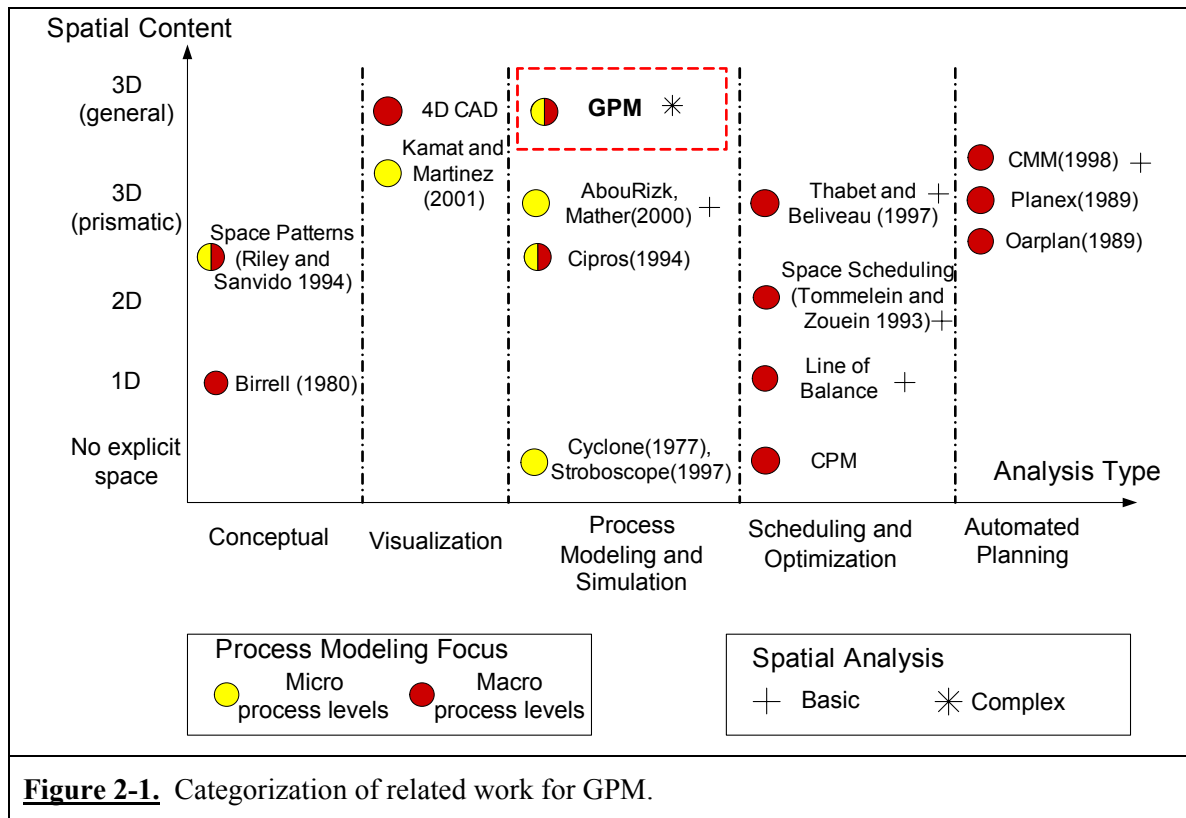 Spatial Content
3D
(general)
3D
(prismatic)
2D
1D
No explicit
space
Space Patterns
(Riley and
Sanvido 1994)
Birrell (1980)
4D CAD
Kamat and
Martinez
(2001)
GPM
AbouRizk,
Mather(2000)
Cipros(1994)
Cyclone(1977),
Stroboscope(1997)
Thabet and
Beliveau (1997)
Space Scheduling
(Tommelein and
Zouein 1993)
Line of
Balance
CPM
CMM(1998)
Planex(1989)
Oarplan(1989)
Analysis Type
Conceptual
Visualization
Process
Modeling and
Simulation
Scheduling and
Optimization
Automated
Planning
Process Modeling Focus
Micro
process levels
Macro
process levels
Spatial Analysis
Basic
Complex
Figure 2-1. Categorization of related work for GPM.